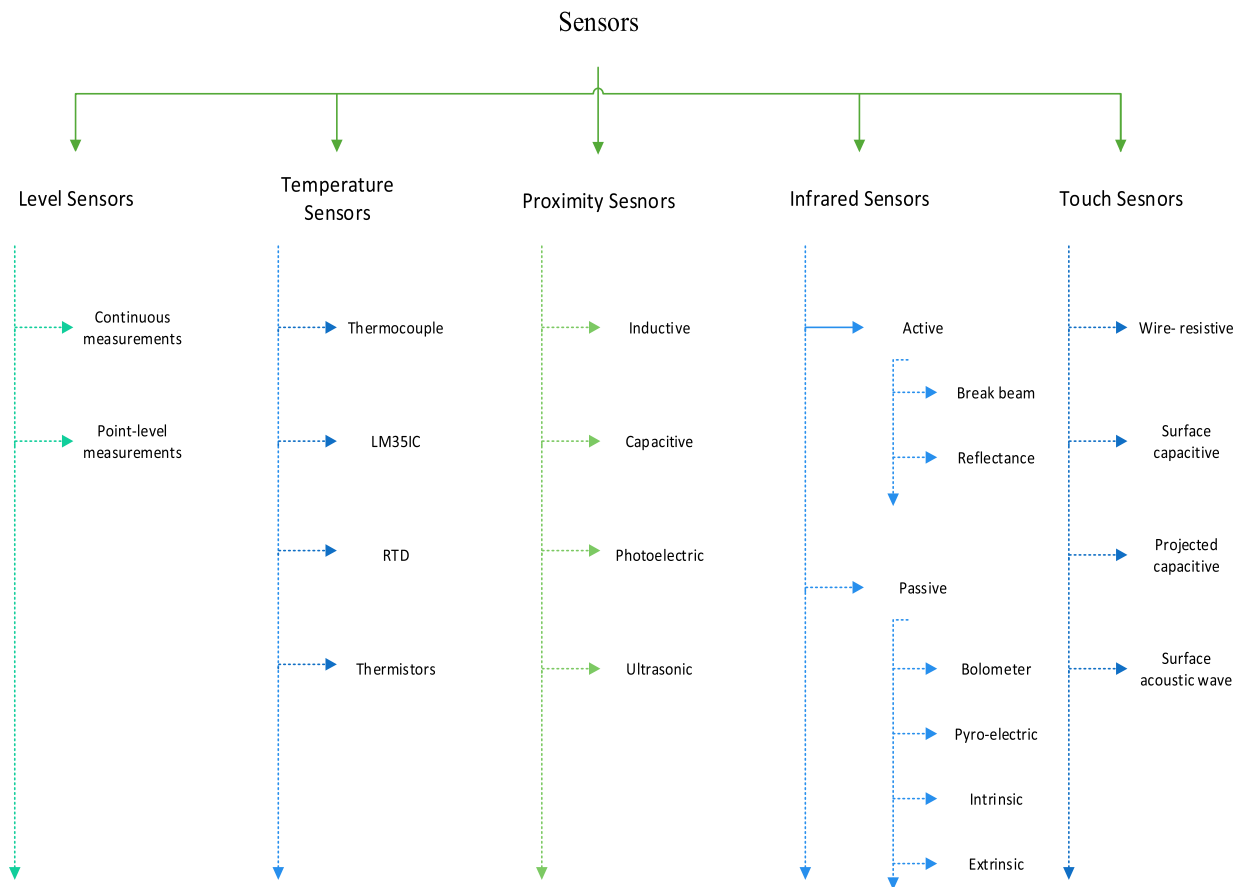 Sensors
Level Sensors
Temperature
Sensors
Proximity Sesnors
Infrared Sensors
Touch Sesnors
Continuous
measurements
Point-level
measurements
Thermocouple
LM35IC
RTD
Thermistors
Inductive
Capacitive
Photoelectric
Ultrasonic
Active
Break beam
Reflectance
Passive
Bolometer
Pyro-electric
Intrinsic
Extrinsic
Wire- resistive
Surface
capacitive
Projected
capacitive
Surface
acoustic wave